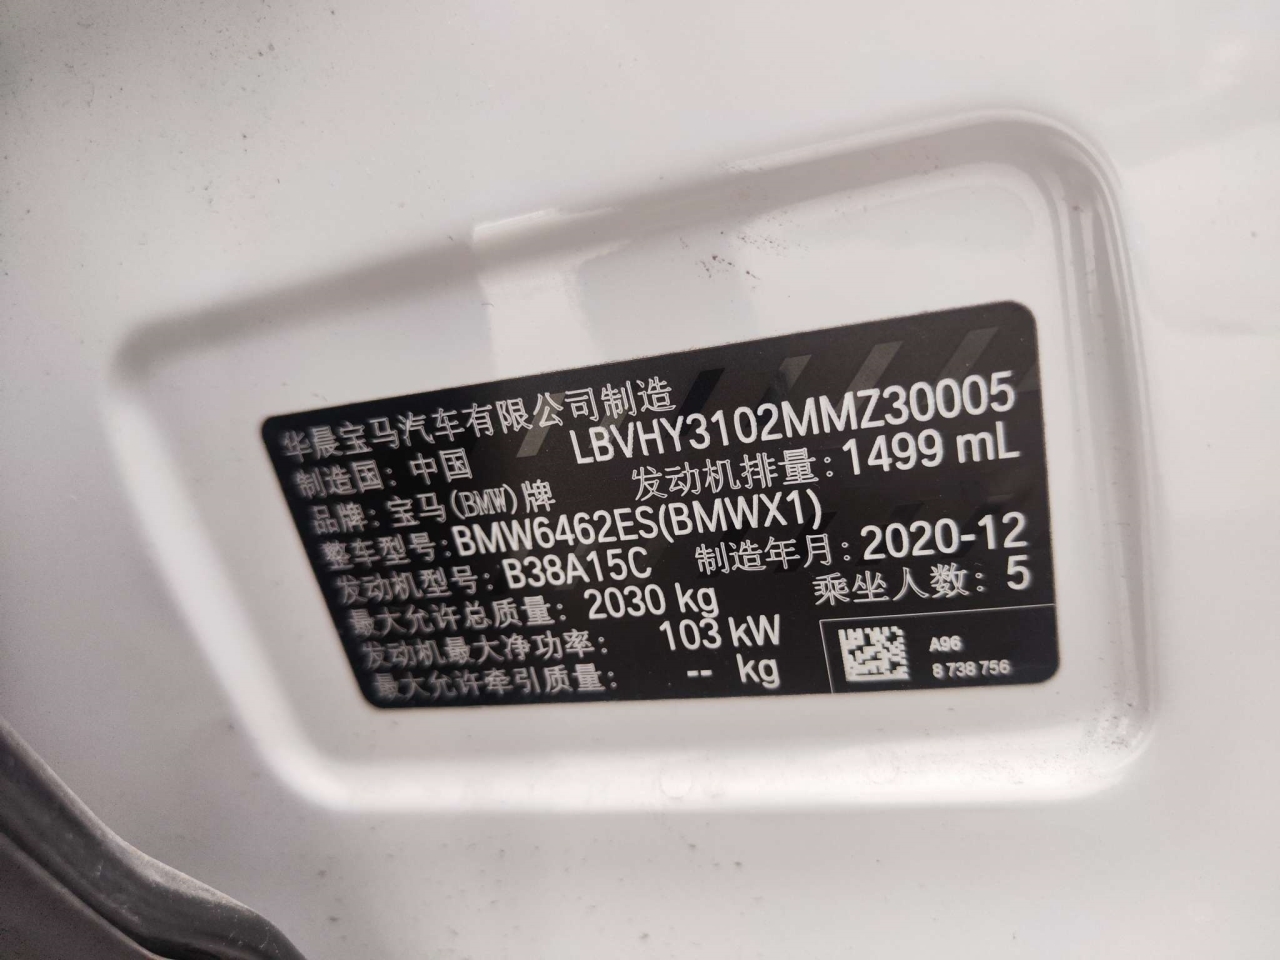 华晨宝马汽车有限公司制造
制造国：中国 LBVHY3102MMZ30005
品牌：宝马(BMW)牌 发动机排量：1499 mL
整车型号：BMW6462ES(BMWX1)
发动机型号：B38A15C 制造年月：2020-12
最大允许总质量：2030 kg 乘坐人数：5
发动机最大净功率：103 kW
最大允许牵引质量：-- kg
A96
8 738 756